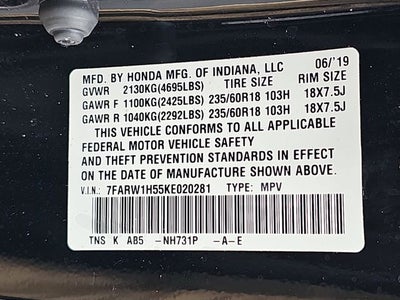 MFD. BY HONDA MFG. OF INDIANA, LLC 06/'19
GVWR 2130KG(4695LBS) TIRE SIZE RIM SIZE
GAWR F 1100KG(2425LBS) 235/60R18 103H 18X7.5J
GAWR R 1040KG(2292LBS) 235/60R18 103H 18X7.5J
THIS VEHICLE CONFORMS TO ALL APPLICABLE
FEDERAL MOTOR VEHICLE SAFETY
AND THEFT PREVENTION STANDARDS IN EFFECT
ON THE DATE OF MANUFACTURE SHOWN ABOVE.
V.I.N: 7FARW1H55KE020281 TYPE: MPV
TNS K AB5 -NH731P -A-E